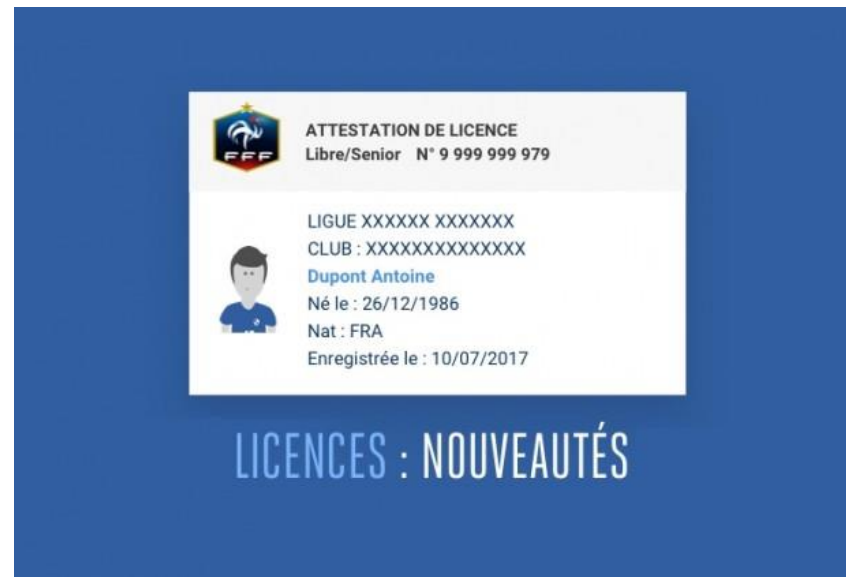 FFF
ATTESTATION DE LICENCE
Libre/Senior N° 9 999 999 979
LIGUE XXXXXX XXXXXXX
CLUB : XXXXXXXXXXXXXX
Dupont Antoine
Né le : 26/12/1986
Nat : FRA
Enregistrée le : 10/07/2017
LICENCES : NOUVEAUTÉS